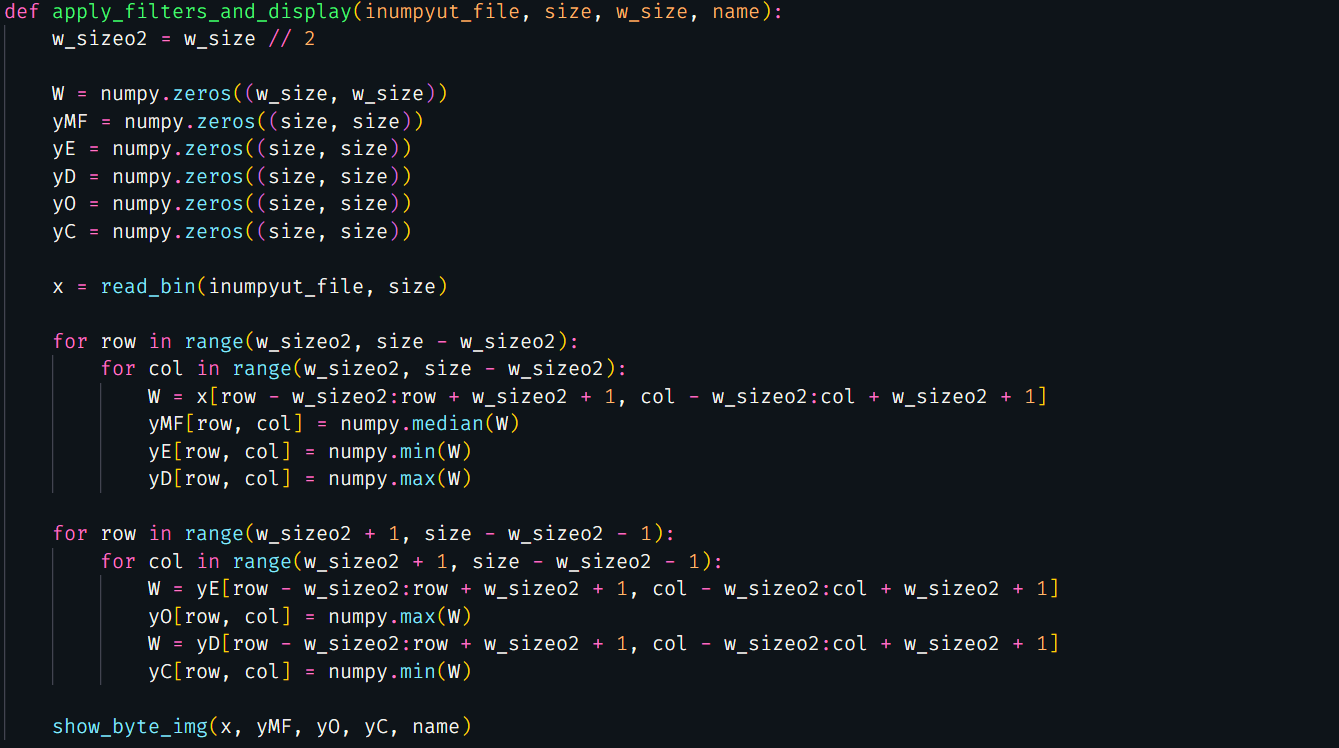 def apply_filters_and_display(inumpyut_file, size, w_size, name):
    w_sizeo2 = w_size // 2

    W = numpy.zeros((w_size, w_size))
    yMF = numpy.zeros((size, size))
    yE = numpy.zeros((size, size))
    yD = numpy.zeros((size, size))
    yO = numpy.zeros((size, size))
    yC = numpy.zeros((size, size))

    x = read_bin(inumpyut_file, size)

    for row in range(w_sizeo2, size - w_sizeo2):
        for col in range(w_sizeo2, size - w_sizeo2):
            W = x[row - w_sizeo2:row + w_sizeo2 + 1, col - w_sizeo2:col + w_sizeo2 + 1]
            yMF[row, col] = numpy.median(W)
            yE[row, col] = numpy.min(W)
            yD[row, col] = numpy.max(W)

    for row in range(w_sizeo2 + 1, size - w_sizeo2 - 1):
        for col in range(w_sizeo2 + 1, size - w_sizeo2 - 1):
            W = yE[row - w_sizeo2:row + w_sizeo2 + 1, col - w_sizeo2:col + w_sizeo2 + 1]
            yO[row, col] = numpy.max(W)
            W = yD[row - w_sizeo2:row + w_sizeo2 + 1, col - w_sizeo2:col + w_sizeo2 + 1]
            yC[row, col] = numpy.min(W)

    show_byte_img(x, yMF, yO, yC, name)